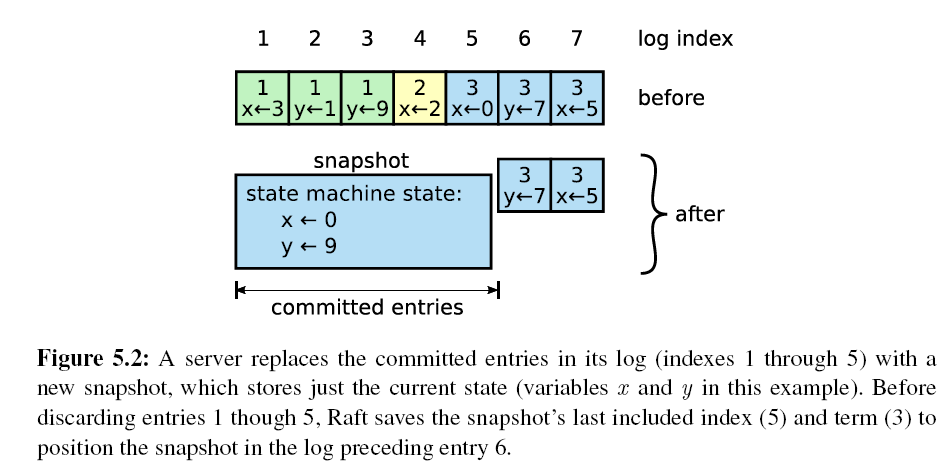 1 2 3 4 5 6 7 log index
1 1 1 2 3 3 3
x←3 y←1 y←9 x←2 x←0 y←7 x←5 before
snapshot
3 3
y←7 x←5
state machine state:
x ← 0
y ← 9
after
committed entries
Figure 5.2: A server replaces the committed entries in its log (indexes 1 through 5) with a
new snapshot, which stores just the current state (variables x and y in this example). Before
discarding entries 1 though 5, Raft saves the snapshot's last included index (5) and term (3) to
position the snapshot in the log preceding entry 6.